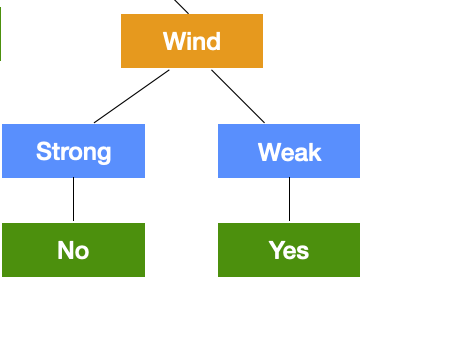 Wind
Strong
Weak
No
Yes